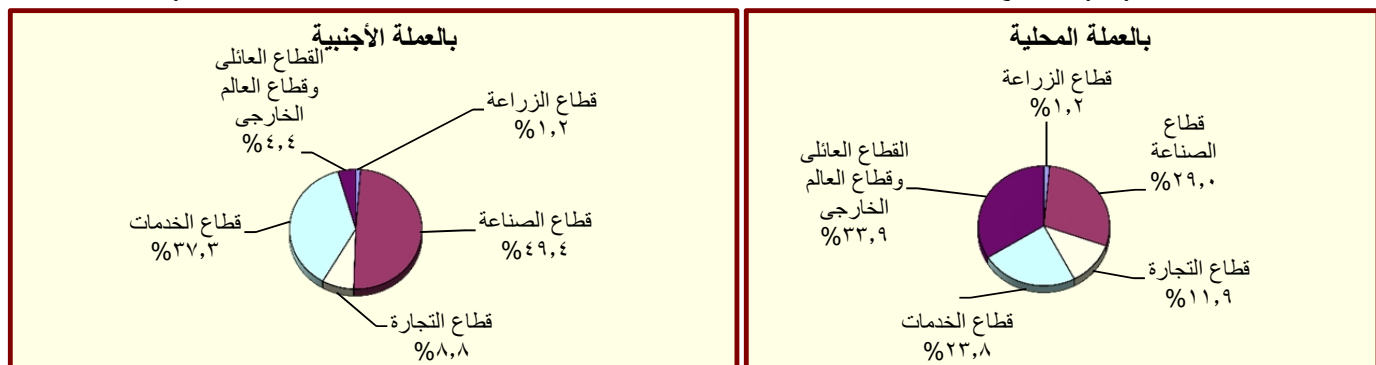 بالعملة المحلية
قطاع الزراعة
%١,٢
قطاع
الصناعة
%٢٩,٠
قطاع التجارة
%١١,٩
قطاع الخدمات
%٢٣,٨
القطاع العائلى
وقطاع العالم
الخارجى
%٣٣,٩
بالعملة الأجنبية
قطاع الزراعة
%١,٢
قطاع الصناعة
%٤٩,٤
قطاع التجارة
%٨,٨
قطاع الخدمات
%٣٧,٣
القطاع العائلى
وقطاع العالم
الخارجى
%٤,٤